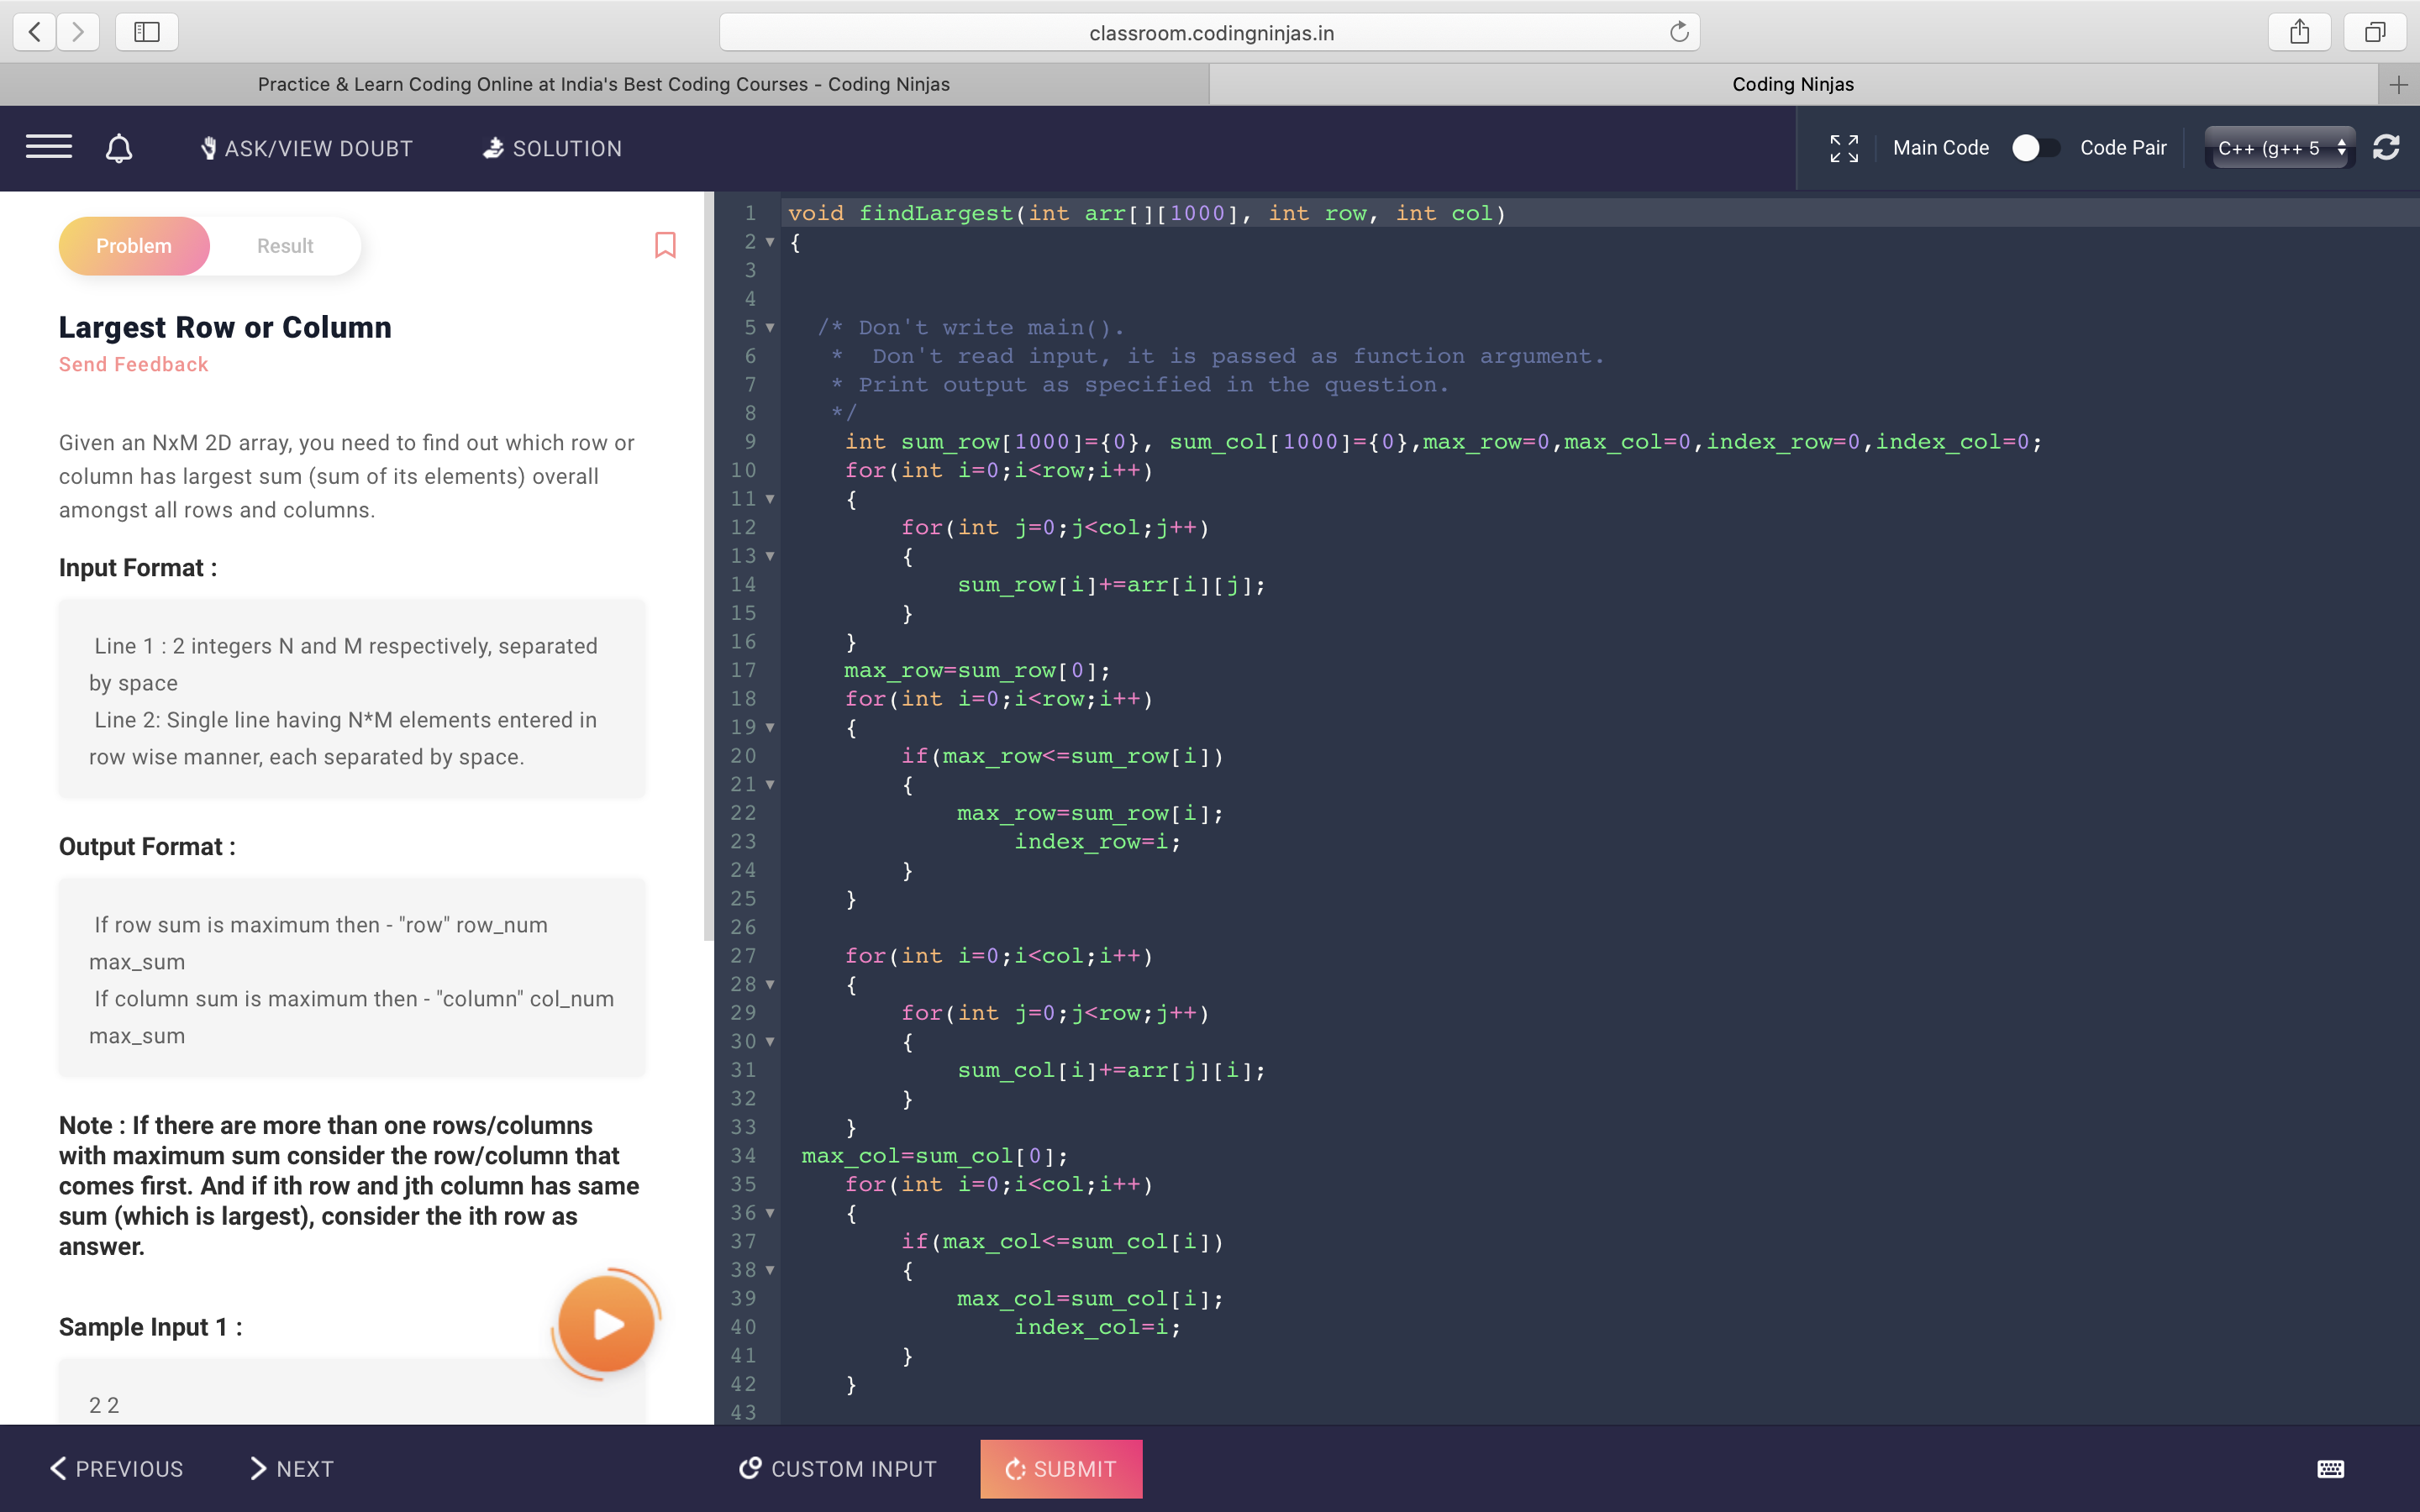 classroom.codingninjas.in
Practice & Learn Coding Online at India's Best Coding Courses - Coding Ninjas
Coding Ninjas
ASK/VIEW DOUBT
SOLUTION
Main Code
Code Pair
C++ (g++ 5
Problem
Result
Largest Row or Column
Send Feedback
Given an NxM 2D array, you need to find out which row or
column has largest sum (sum of its elements) overall
amongst all rows and columns.
Input Format :
Line 1 : 2 integers N and M respectively, separated
by space
Line 2: Single line having N*M elements entered in
row wise manner, each separated by space.
Output Format :
If row sum is maximum then - "row" row_num
max_sum
If column sum is maximum then - "column" col_num
max_sum
Note : If there are more than one rows/columns
with maximum sum consider the row/column that
comes first. And if ith row and jth column has same
sum (which is largest), consider the ith row as
answer.
Sample Input 1 :
2 2
1 void findLargest(int arr[][1000], int row, int col)
2 {
3
4
5 /* Don't write main().
6 * Don't read input, it is passed as function argument.
7 * Print output as specified in the question.
8 */
9 int sum_row[1000]={0}, sum_col[1000]={0},max_row=0,max_col=0,index_row=0,index_col=0;
10 for(int i=0;i<row;i++)
11 {
12 for(int j=0;j<col;j++)
13 {
14 sum_row[i]+=arr[i][j];
15 }
16 }
17 max_row=sum_row[0];
18 for(int i=0;i<row;i++)
19 {
20 if(max_row<=sum_row[i])
21 {
22 max_row=sum_row[i];
23 index_row=i;
24 }
25 }
26
27 for(int i=0;i<col;i++)
28 {
29 for(int j=0;j<row;j++)
30 {
31 sum_col[i]+=arr[j][i];
32 }
33 }
34 max_col=sum_col[0];
35 for(int i=0;i<col;i++)
36 {
37 if(max_col<=sum_col[i])
38 {
39 max_col=sum_col[i];
40 index_col=i;
41 }
42 }
43
PREVIOUS
NEXT
CUSTOM INPUT
SUBMIT